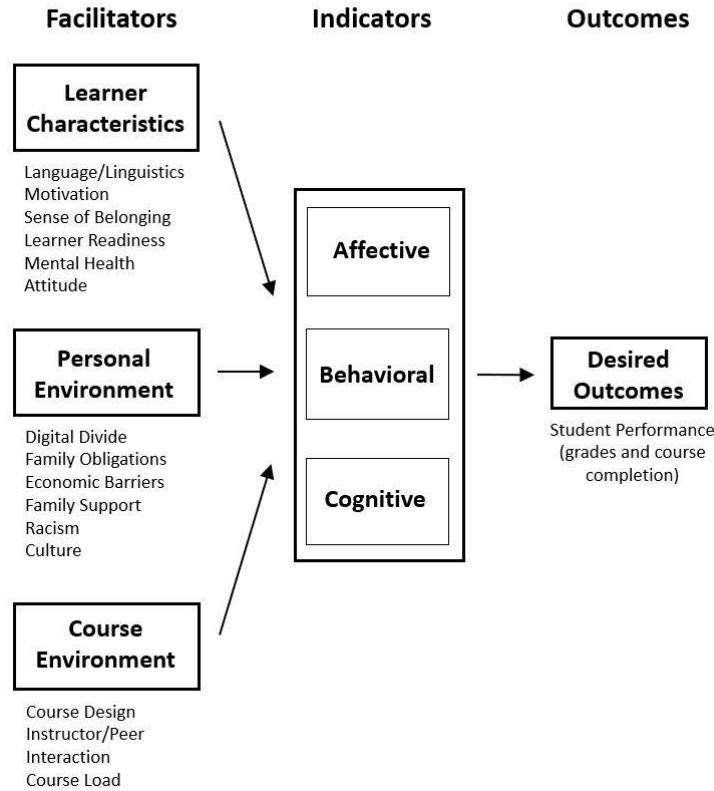 Facilitators
Indicators
Outcomes
Learner
Characteristics
Language/Linguistics
Motivation
Sense of Belonging
Learner Readiness
Mental Health
Attitude
Personal
Environment
Digital Divide
Family Obligations
Economic Barriers
Family Support
Racism
Culture
Course
Environment
Course Design
Instructor/Peer
Interaction
Course Load
Affective
Behavioral
Cognitive
Desired
Outcomes
Student Performance
(grades and course
completion)